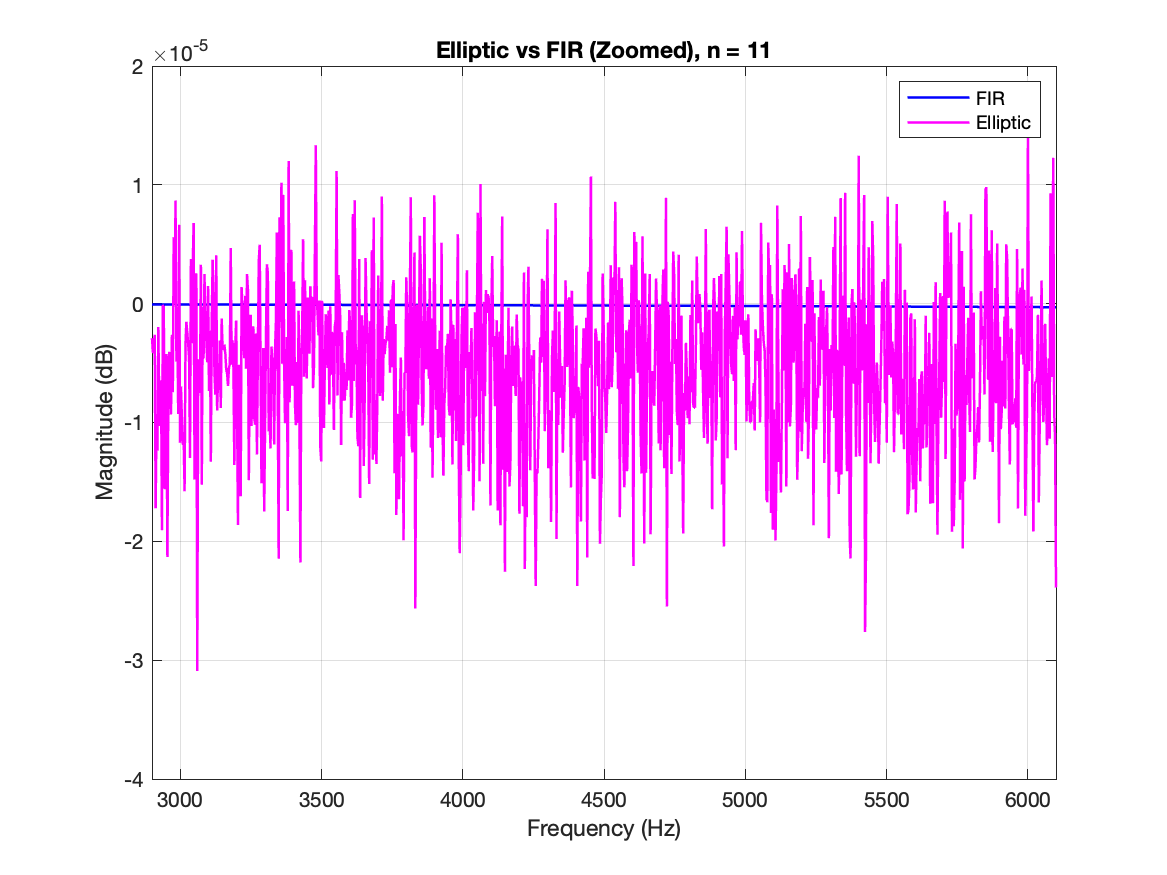 ×10-5
Elliptic vs FIR (Zoomed), n = 11
2
1
0
-1
-2
-3
-4
Magnitude (dB)
FIR
Elliptic
3000 3500 4000 4500 5000 5500 6000
Frequency (Hz)